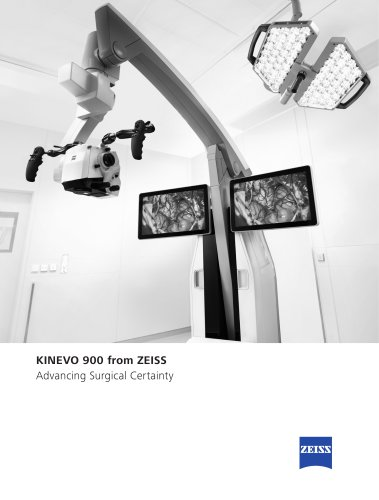 KINEVO 900 from ZEISS
Advancing Surgical Certainty
ZEISS